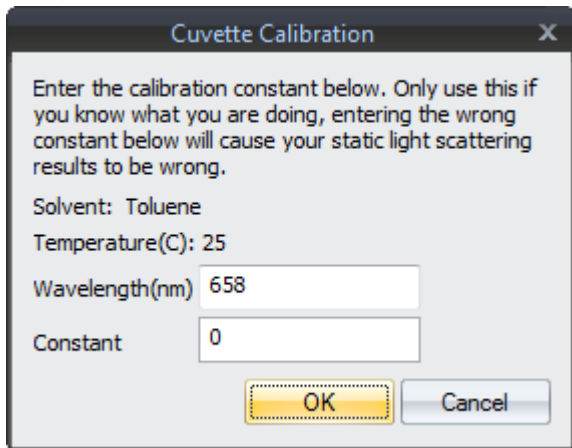 Cuvette Calibration X
Enter the calibration constant below. Only use this if
you know what you are doing, entering the wrong
constant below will cause your static light scattering
results to be wrong.
Solvent: Toluene
Temperature(C): 25
Wavelength(nm) 658
Constant 0
OK Cancel